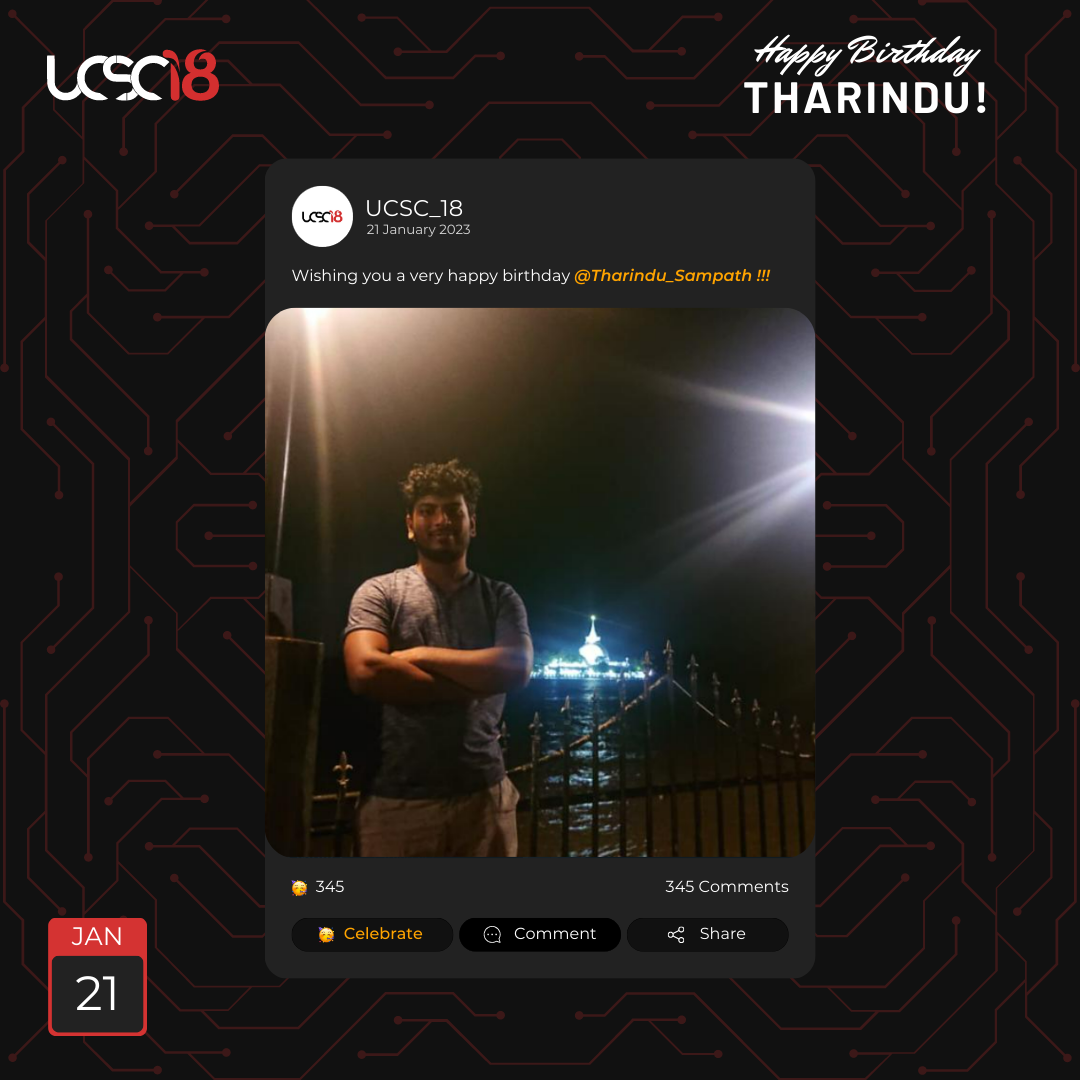 UCSC18
Happy Birthday
THARINDU!
UCSC18
UCSC_18
21 January 2023
Wishing you a very happy birthday @Tharindu_Sampath !!!
345
345 Comments
Celebrate
Comment
Share
JAN
21